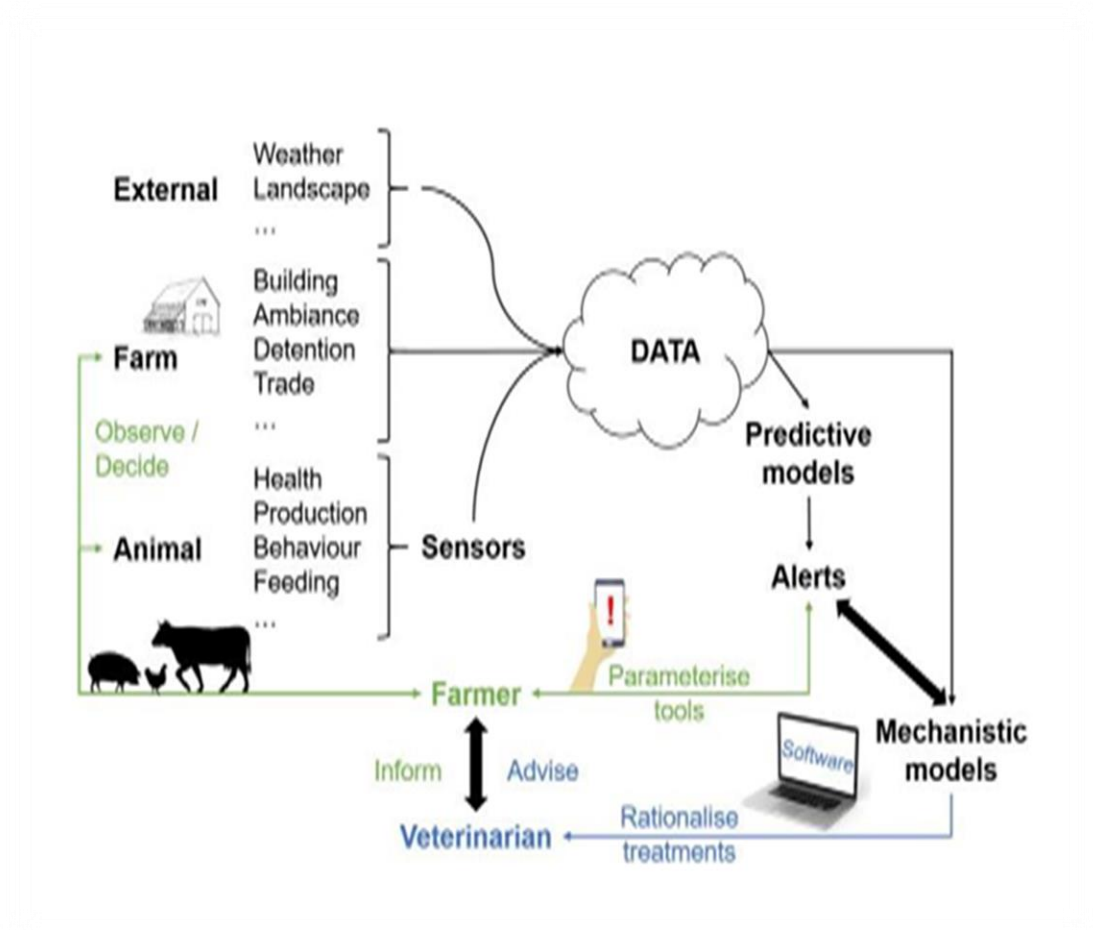 External
Weather
Landscape
...
Farm
Building
Ambiance
Detention
Trade
...
Observe /
Decide
Animal
Health
Production
Behaviour
Feeding
...
Sensors
DATA
Predictive
models
Alerts
!
Parameterise
tools
Farmer
Mechanistic
models
Software
Inform
Advise
Veterinarian
Rationalise
treatments